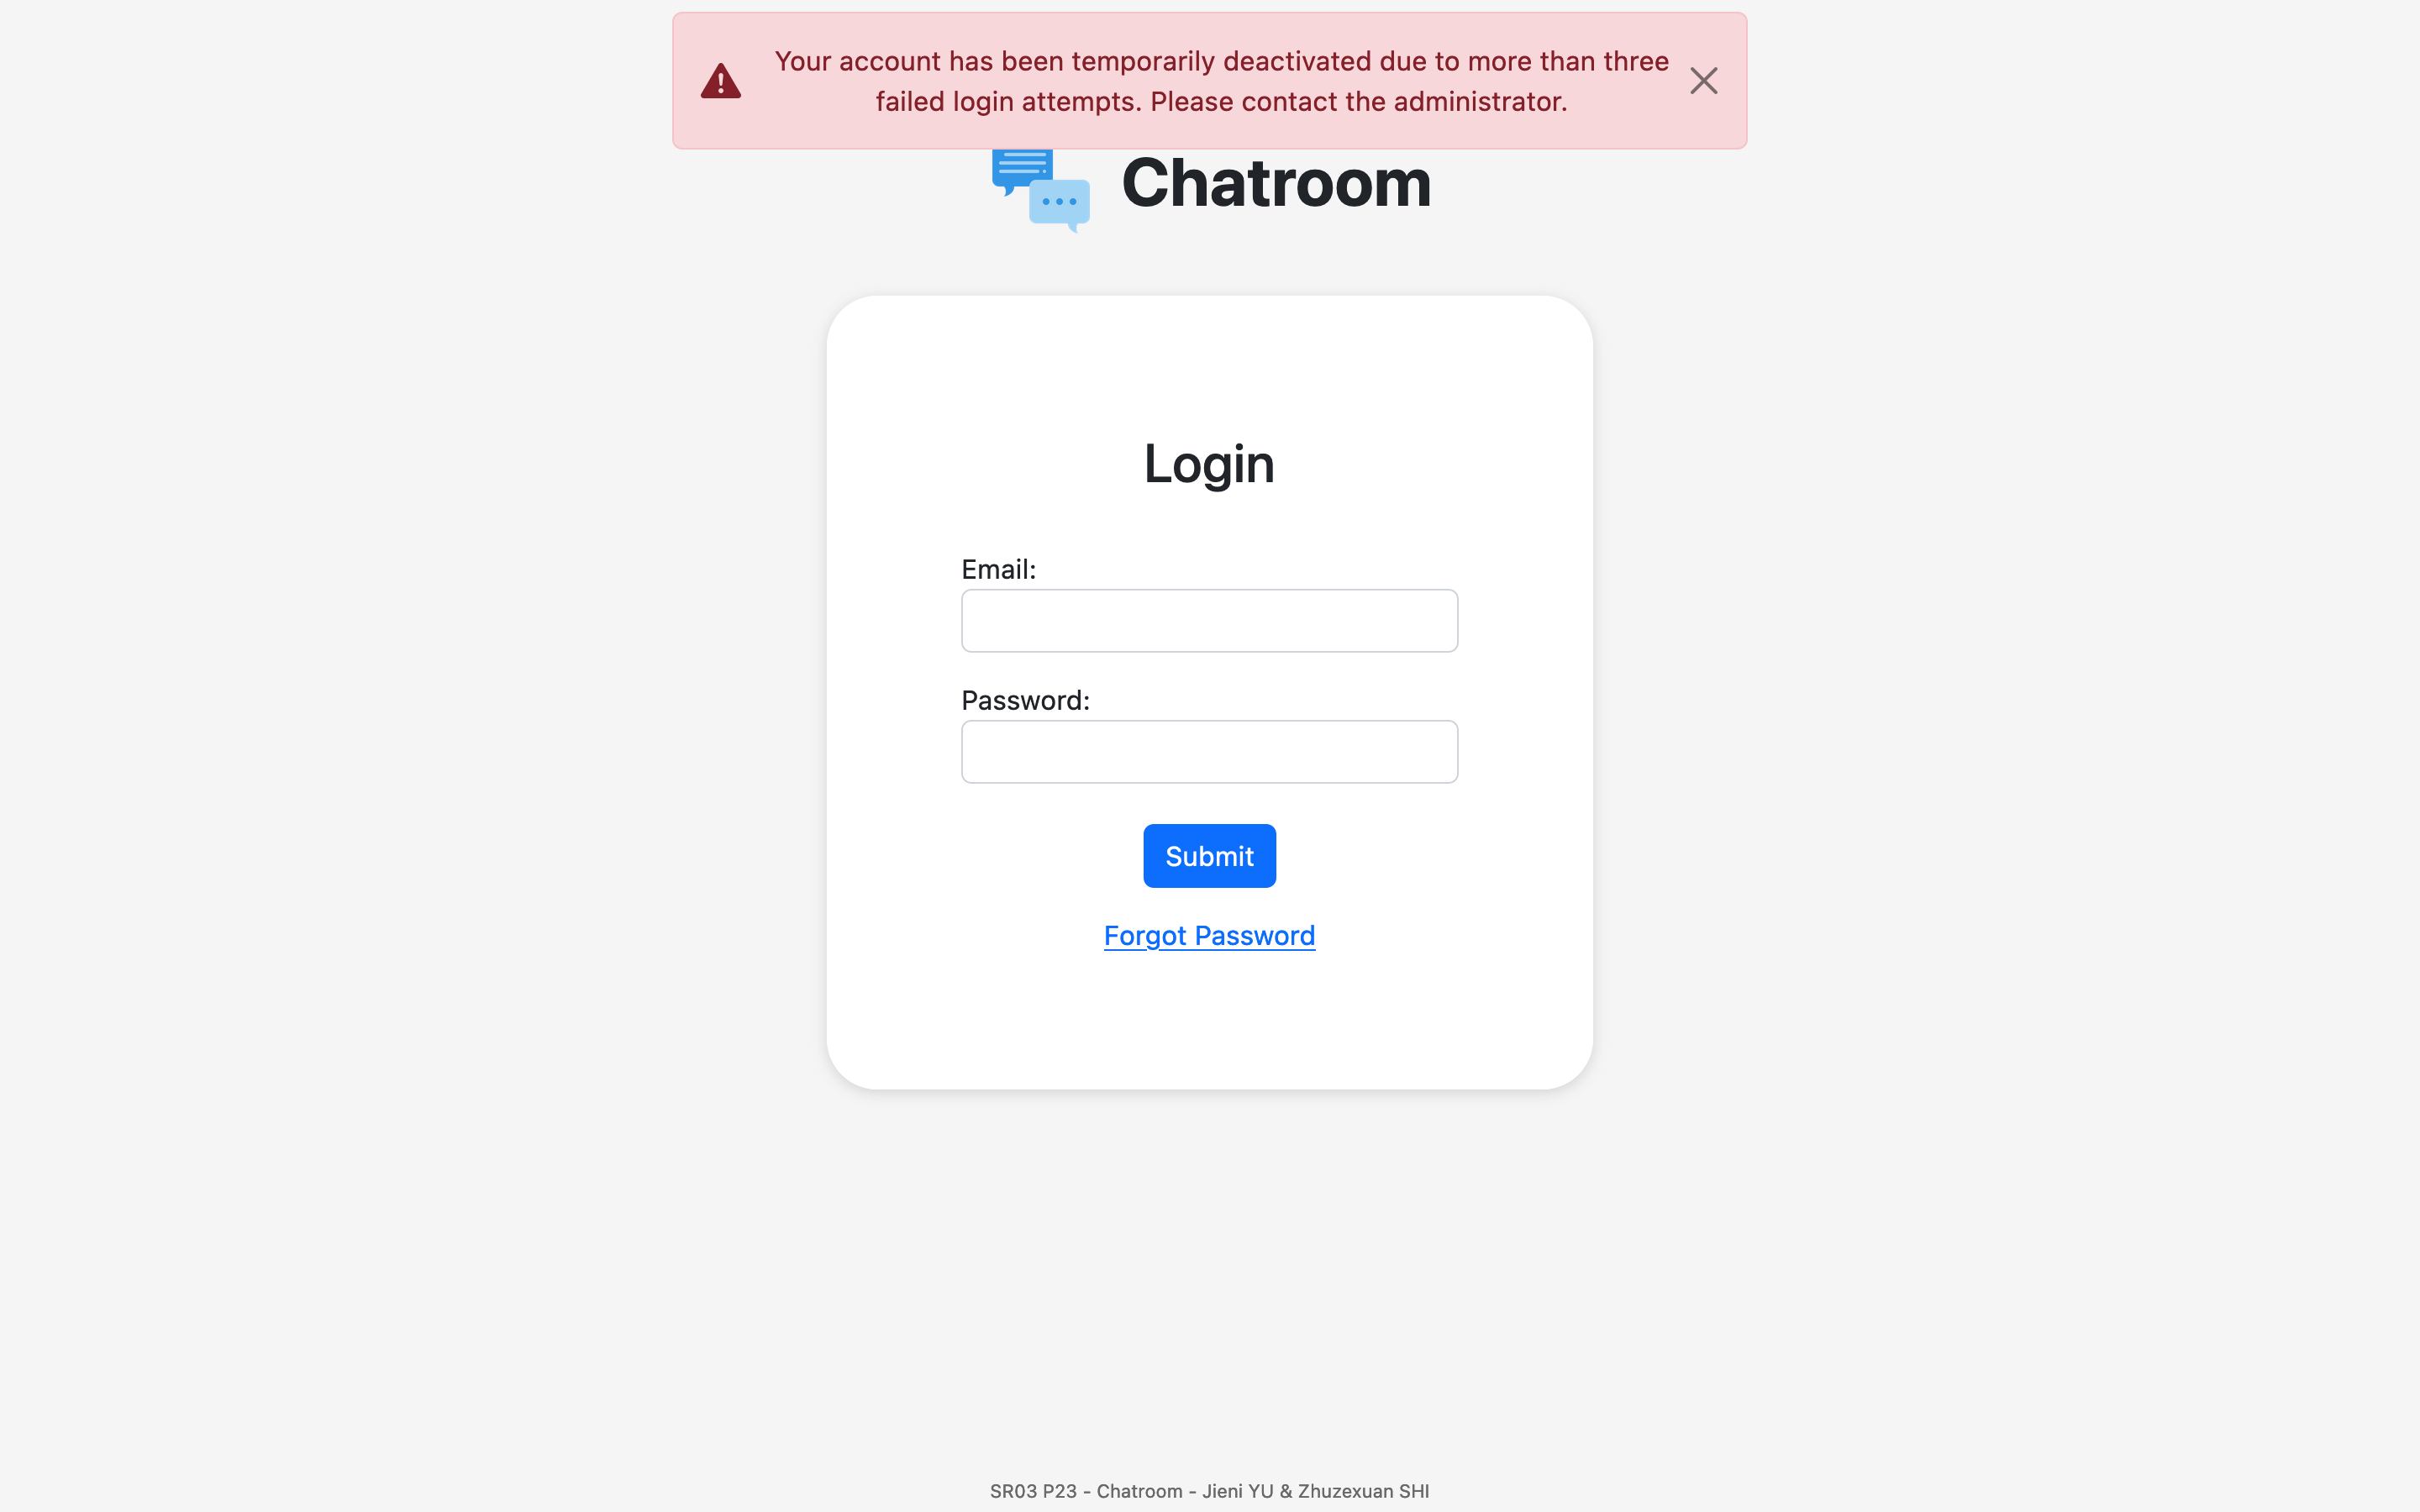 Your account has been temporarily deactivated due to more than three
failed login attempts. Please contact the administrator.
Chatroom
Login
Email:
Password:
Submit
Forgot Password
SR03 P23 - Chatroom - Jieni YU & Zhuzexuan SHI